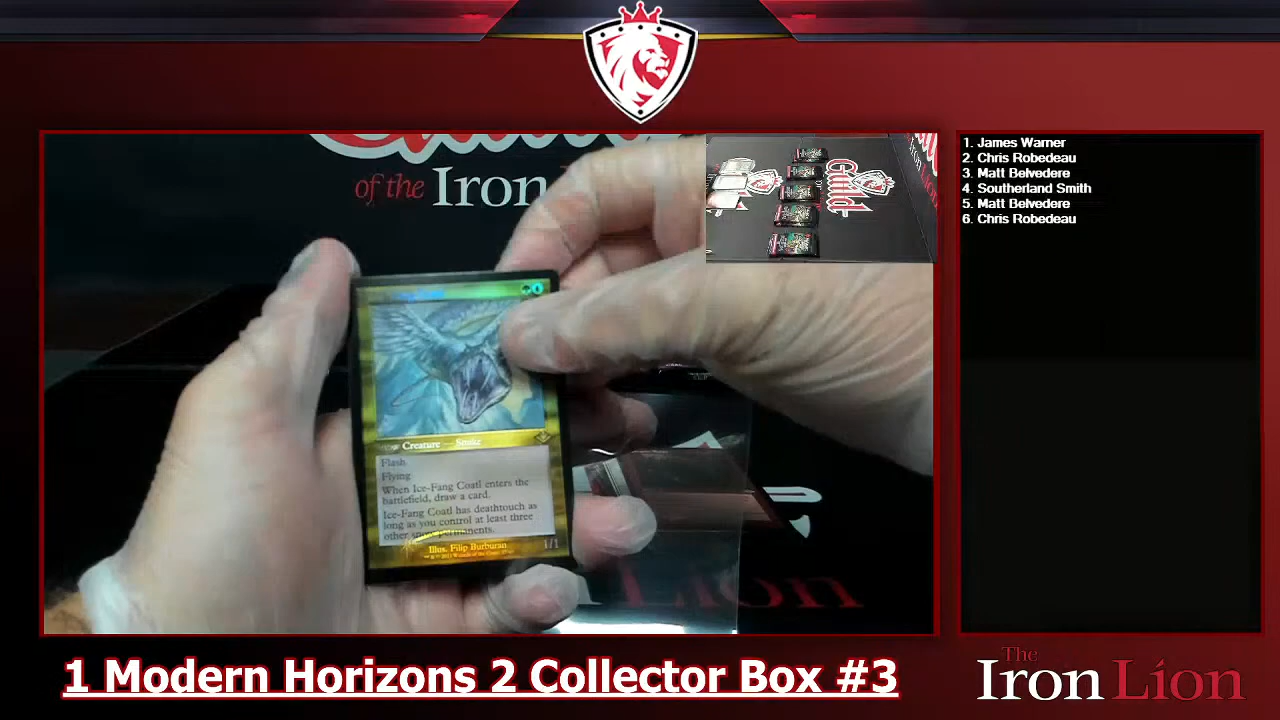 of the Iron
Guild
1. James Warner
2. Chris Robedeau
3. Matt Belvedere
4. Southerland Smith
5. Matt Belvedere
6. Chris Robedeau
Creature — Snake
Flash
Flying
When Ice-Fang Coatl enters the
battlefield, draw a card.
Ice-Fang Coatl has deathtouch as
long as you control at least three
other snow permanents.
Illus. Filip Burburan
1/1
1 Modern Horizons 2 Collector Box #3
The
Iron Lion